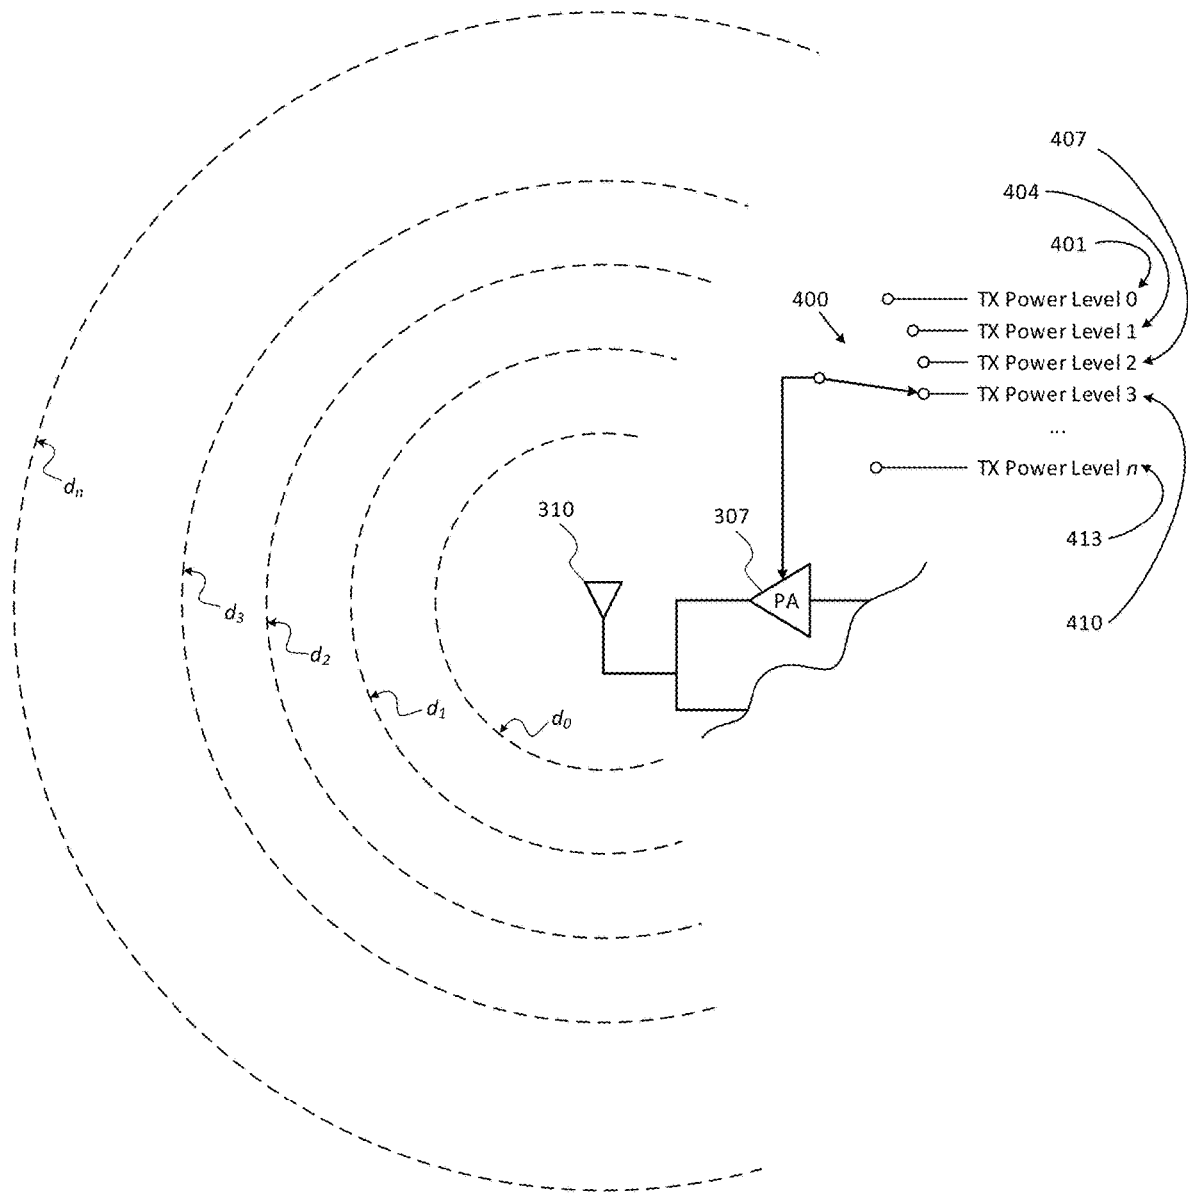 407
404
401
400
TX Power Level 0
TX Power Level 1
TX Power Level 2
TX Power Level 3
...
TX Power Level n
dn
310
307
413
PA
d3
410
d2
d1
d0